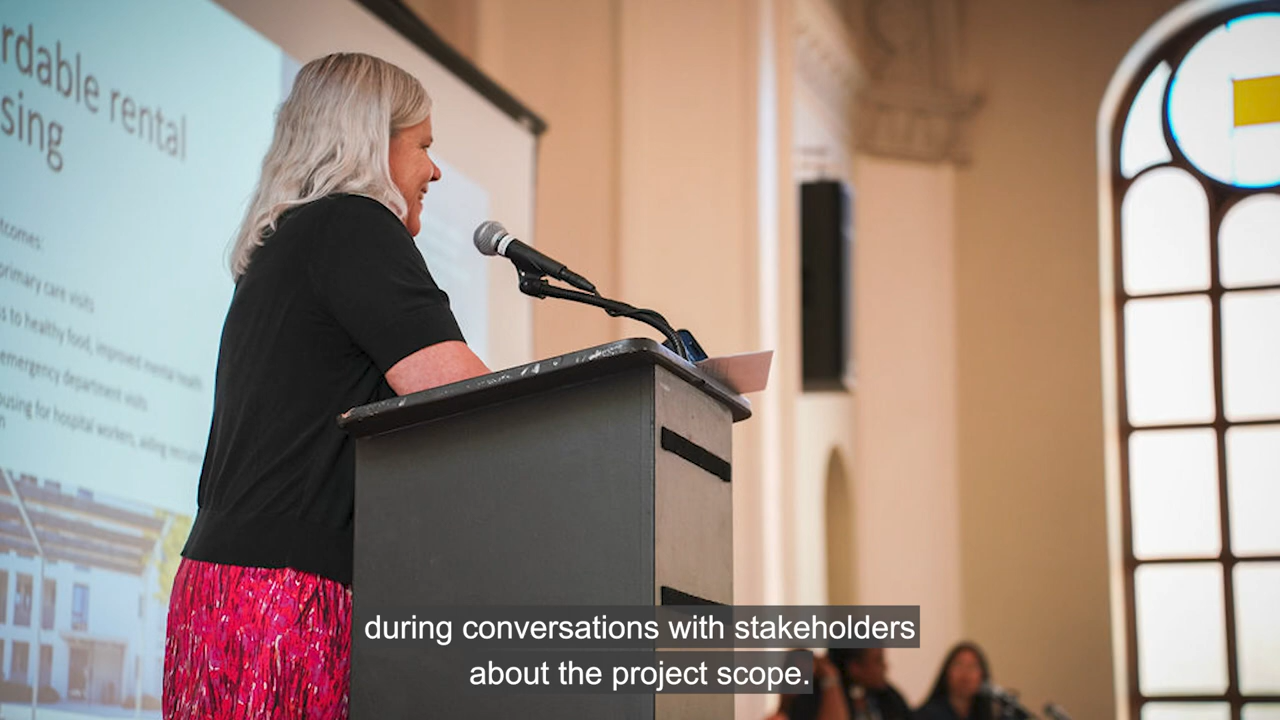 rdable rental
sing
tcomes:
primary care visits
s to healthy food, improved mental health
emergency department visits
using for hospital workers, aiding
during conversations with stakeholders
about the project scope.